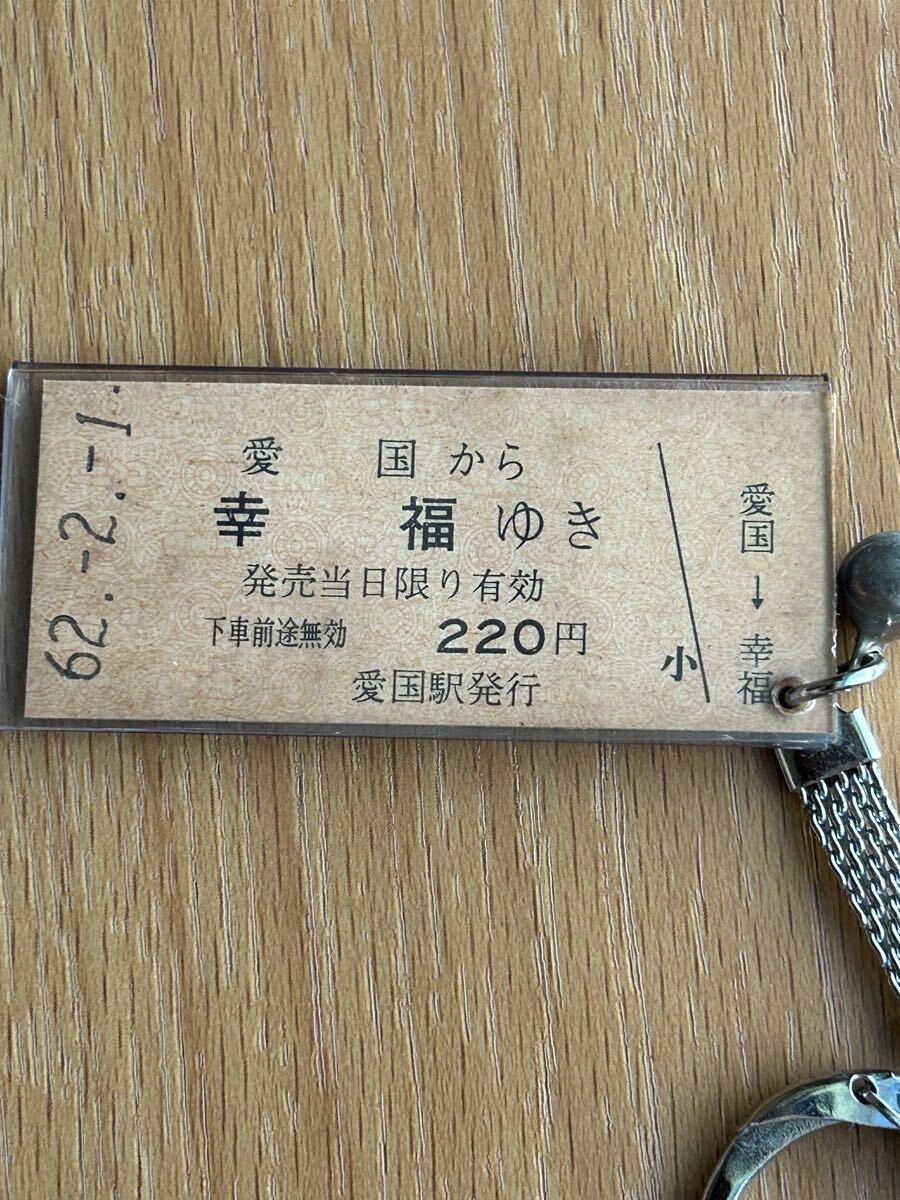 62.-2.-1.
愛国から
幸福ゆき
発売当日限り有効
下車前途無効 220円
愛国駅発行
小
愛国→幸福